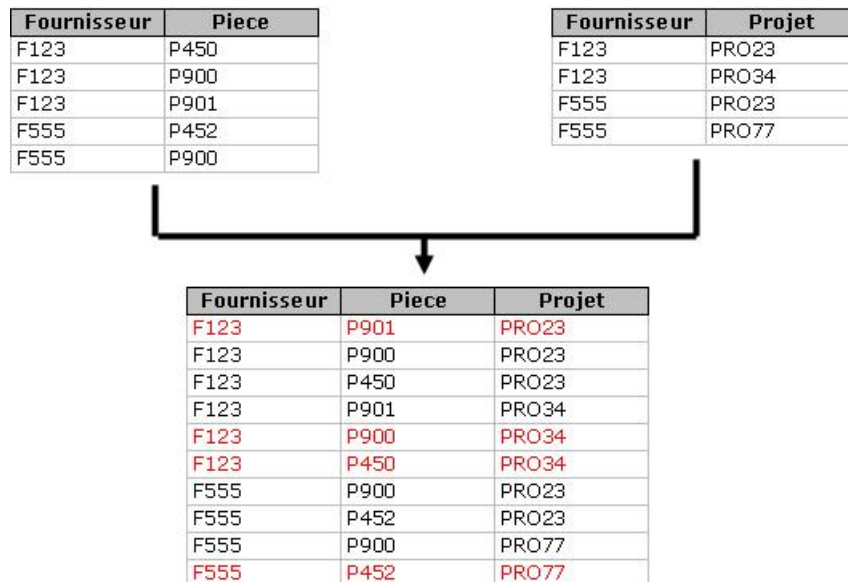 Fournisseur Piece
F123 P450
F123 P900
F123 P901
F555 P452
F555 P900
Fournisseur Projet
F123 PRO23
F123 PRO34
F555 PRO23
F555 PRO77
Fournisseur Piece Projet
F123 P901 PRO23
F123 P900 PRO23
F123 P450 PRO23
F123 P901 PRO34
F123 P900 PRO34
F123 P450 PRO34
F555 P900 PRO23
F555 P452 PRO23
F555 P900 PRO77
F555 P452 PRO77